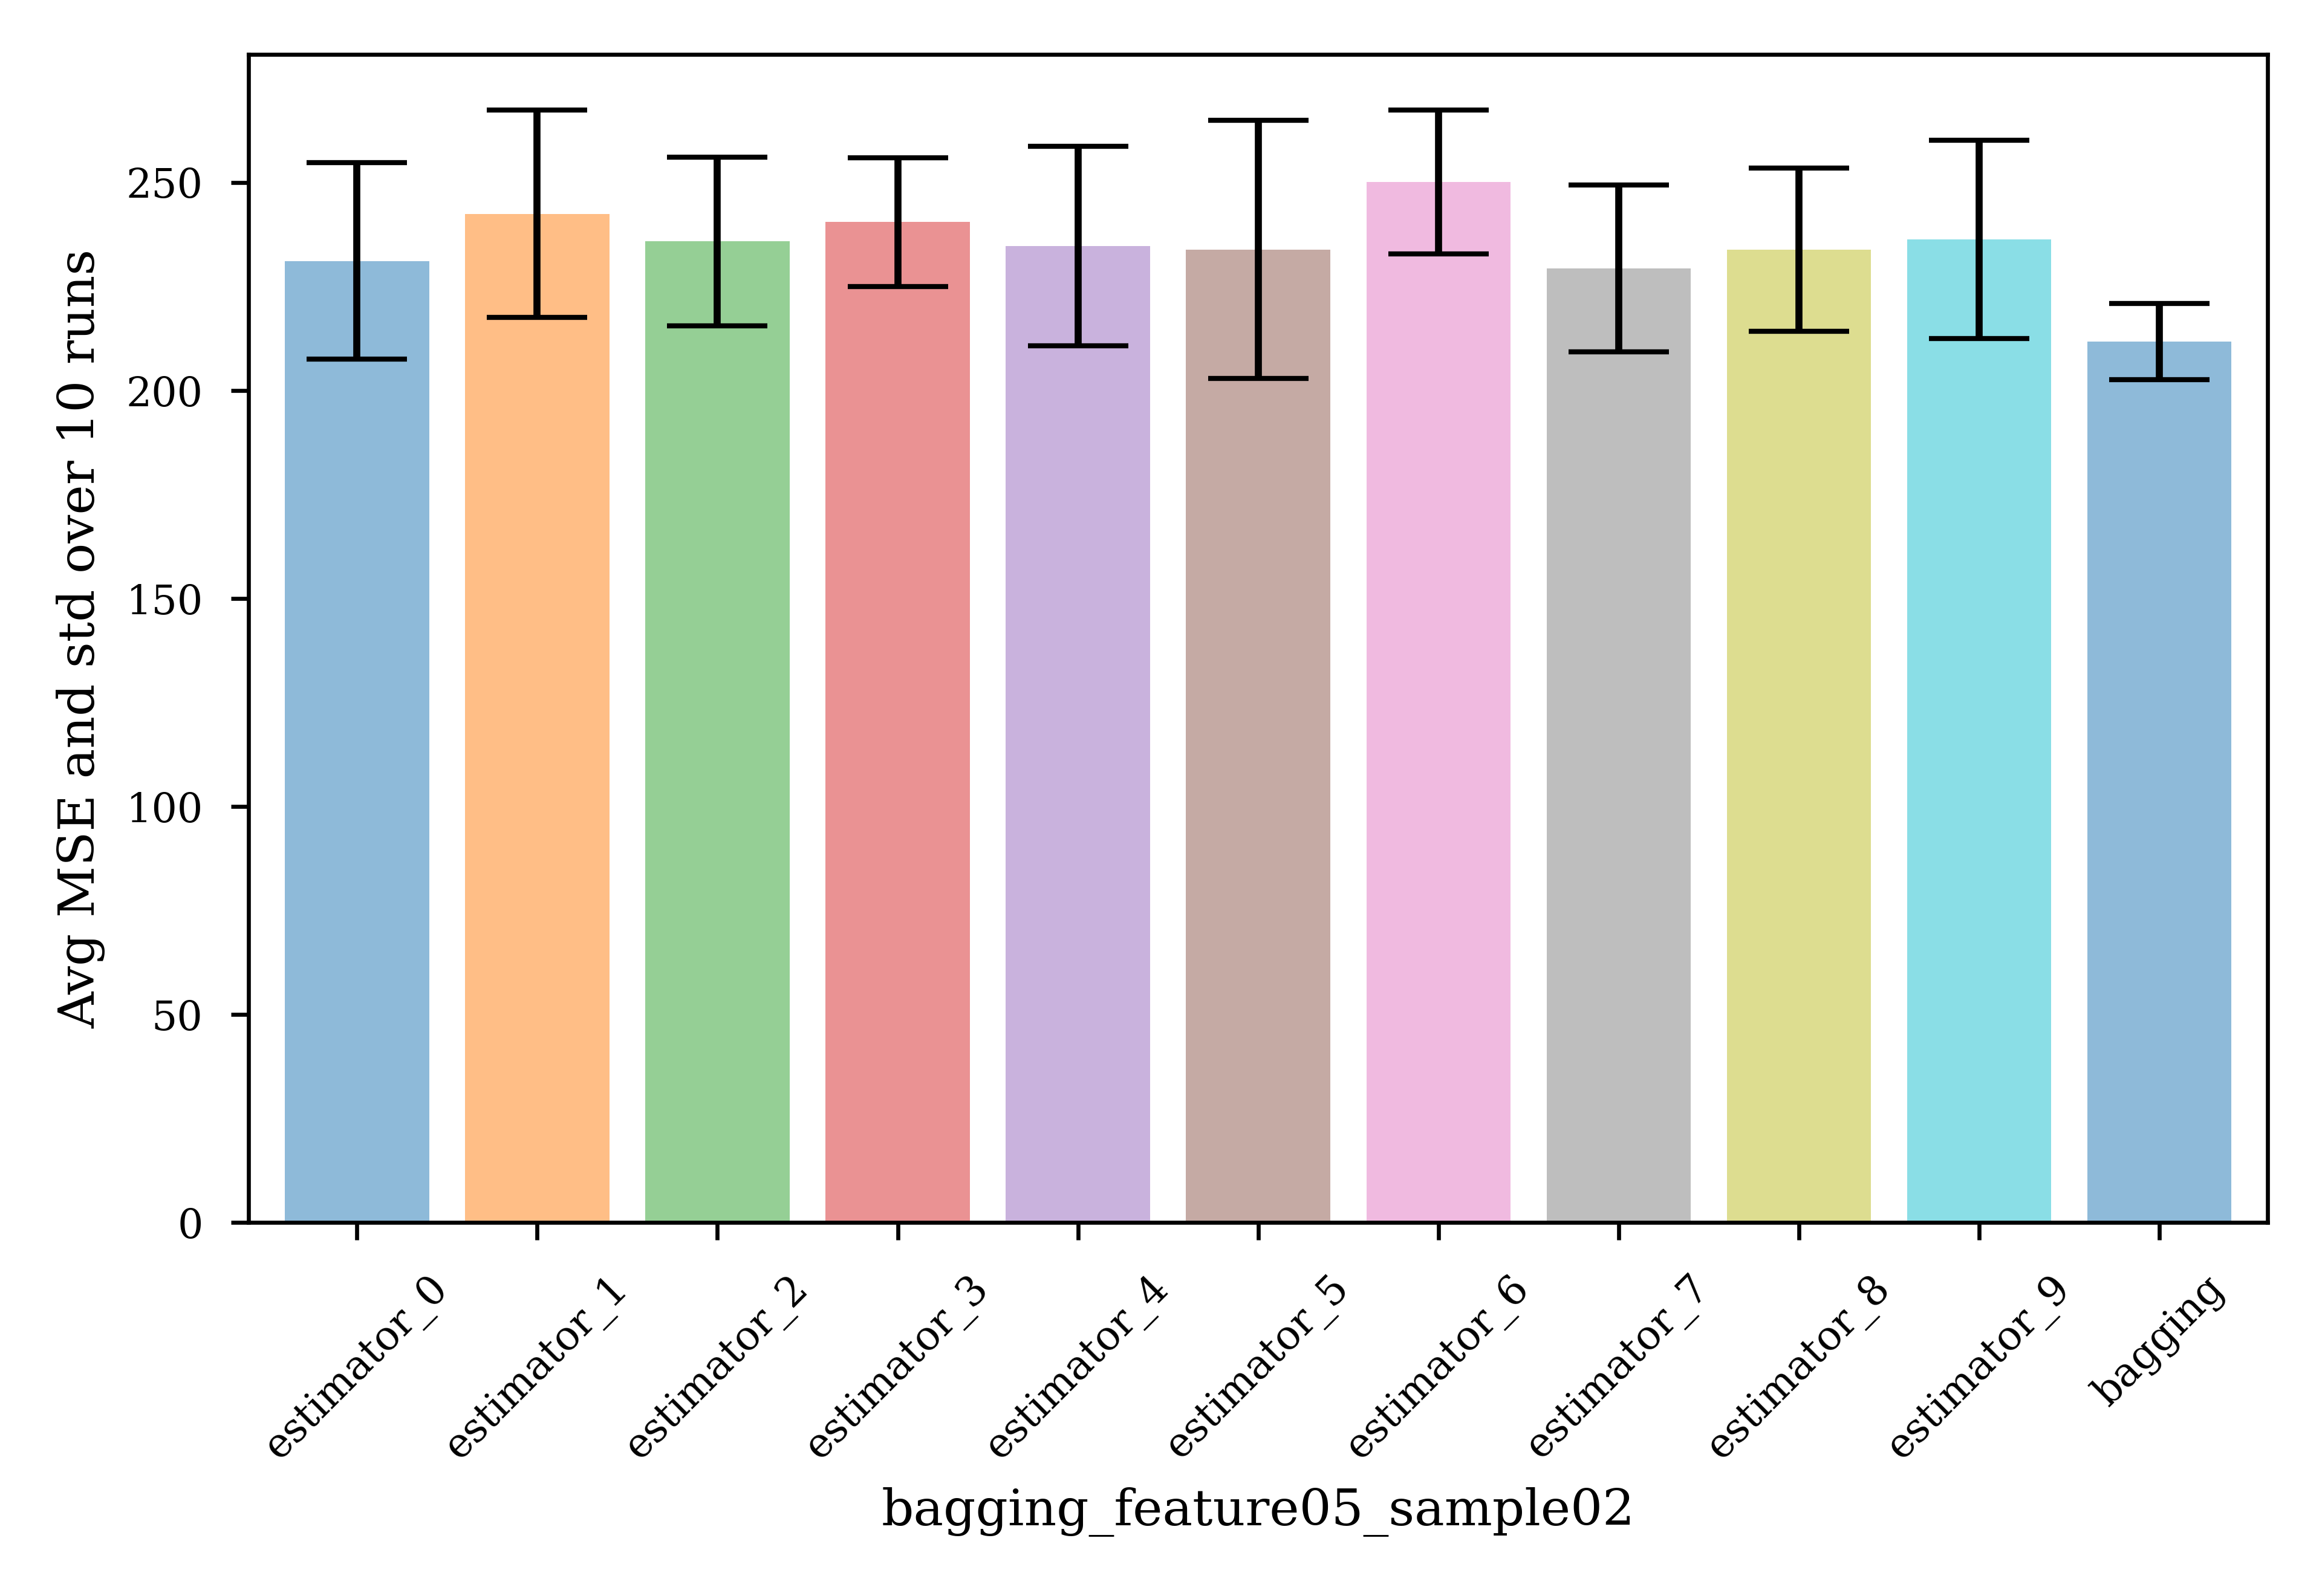 Avg MSE and std over 10 runs
250
200
150
100
50
0
estimator_0
estimator_1
estimator_2
estimator_3
estimator_4
estimator_5
estimator_6
estimator_7
estimator_8
estimator_9
bagging
bagging_feature05_sample02